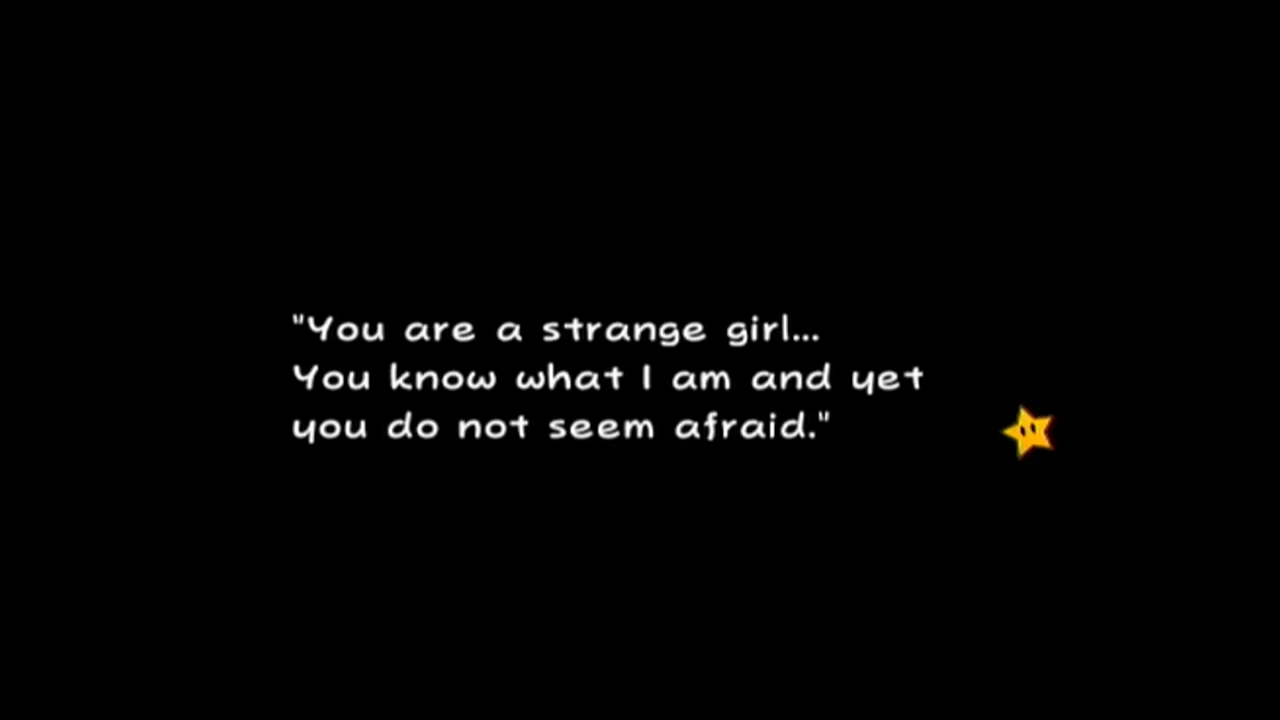 "You are a strange girl...
You know what I am and yet
you do not seem afraid."